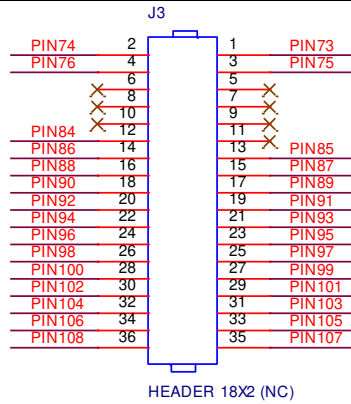 J3
PIN74 2 1 PIN73
PIN76 4 3 PIN75
6 5
8 7
10 9
PIN84 12 11
PIN86 14 13 PIN85
PIN88 16 15 PIN87
PIN90 18 17 PIN89
PIN92 20 19 PIN91
PIN94 22 21 PIN93
PIN96 24 23 PIN95
PIN98 26 25 PIN97
PIN100 28 27 PIN99
PIN102 30 29 PIN101
PIN104 32 31 PIN103
PIN106 34 33 PIN105
PIN108 36 35 PIN107
HEADER 18X2 (NC)